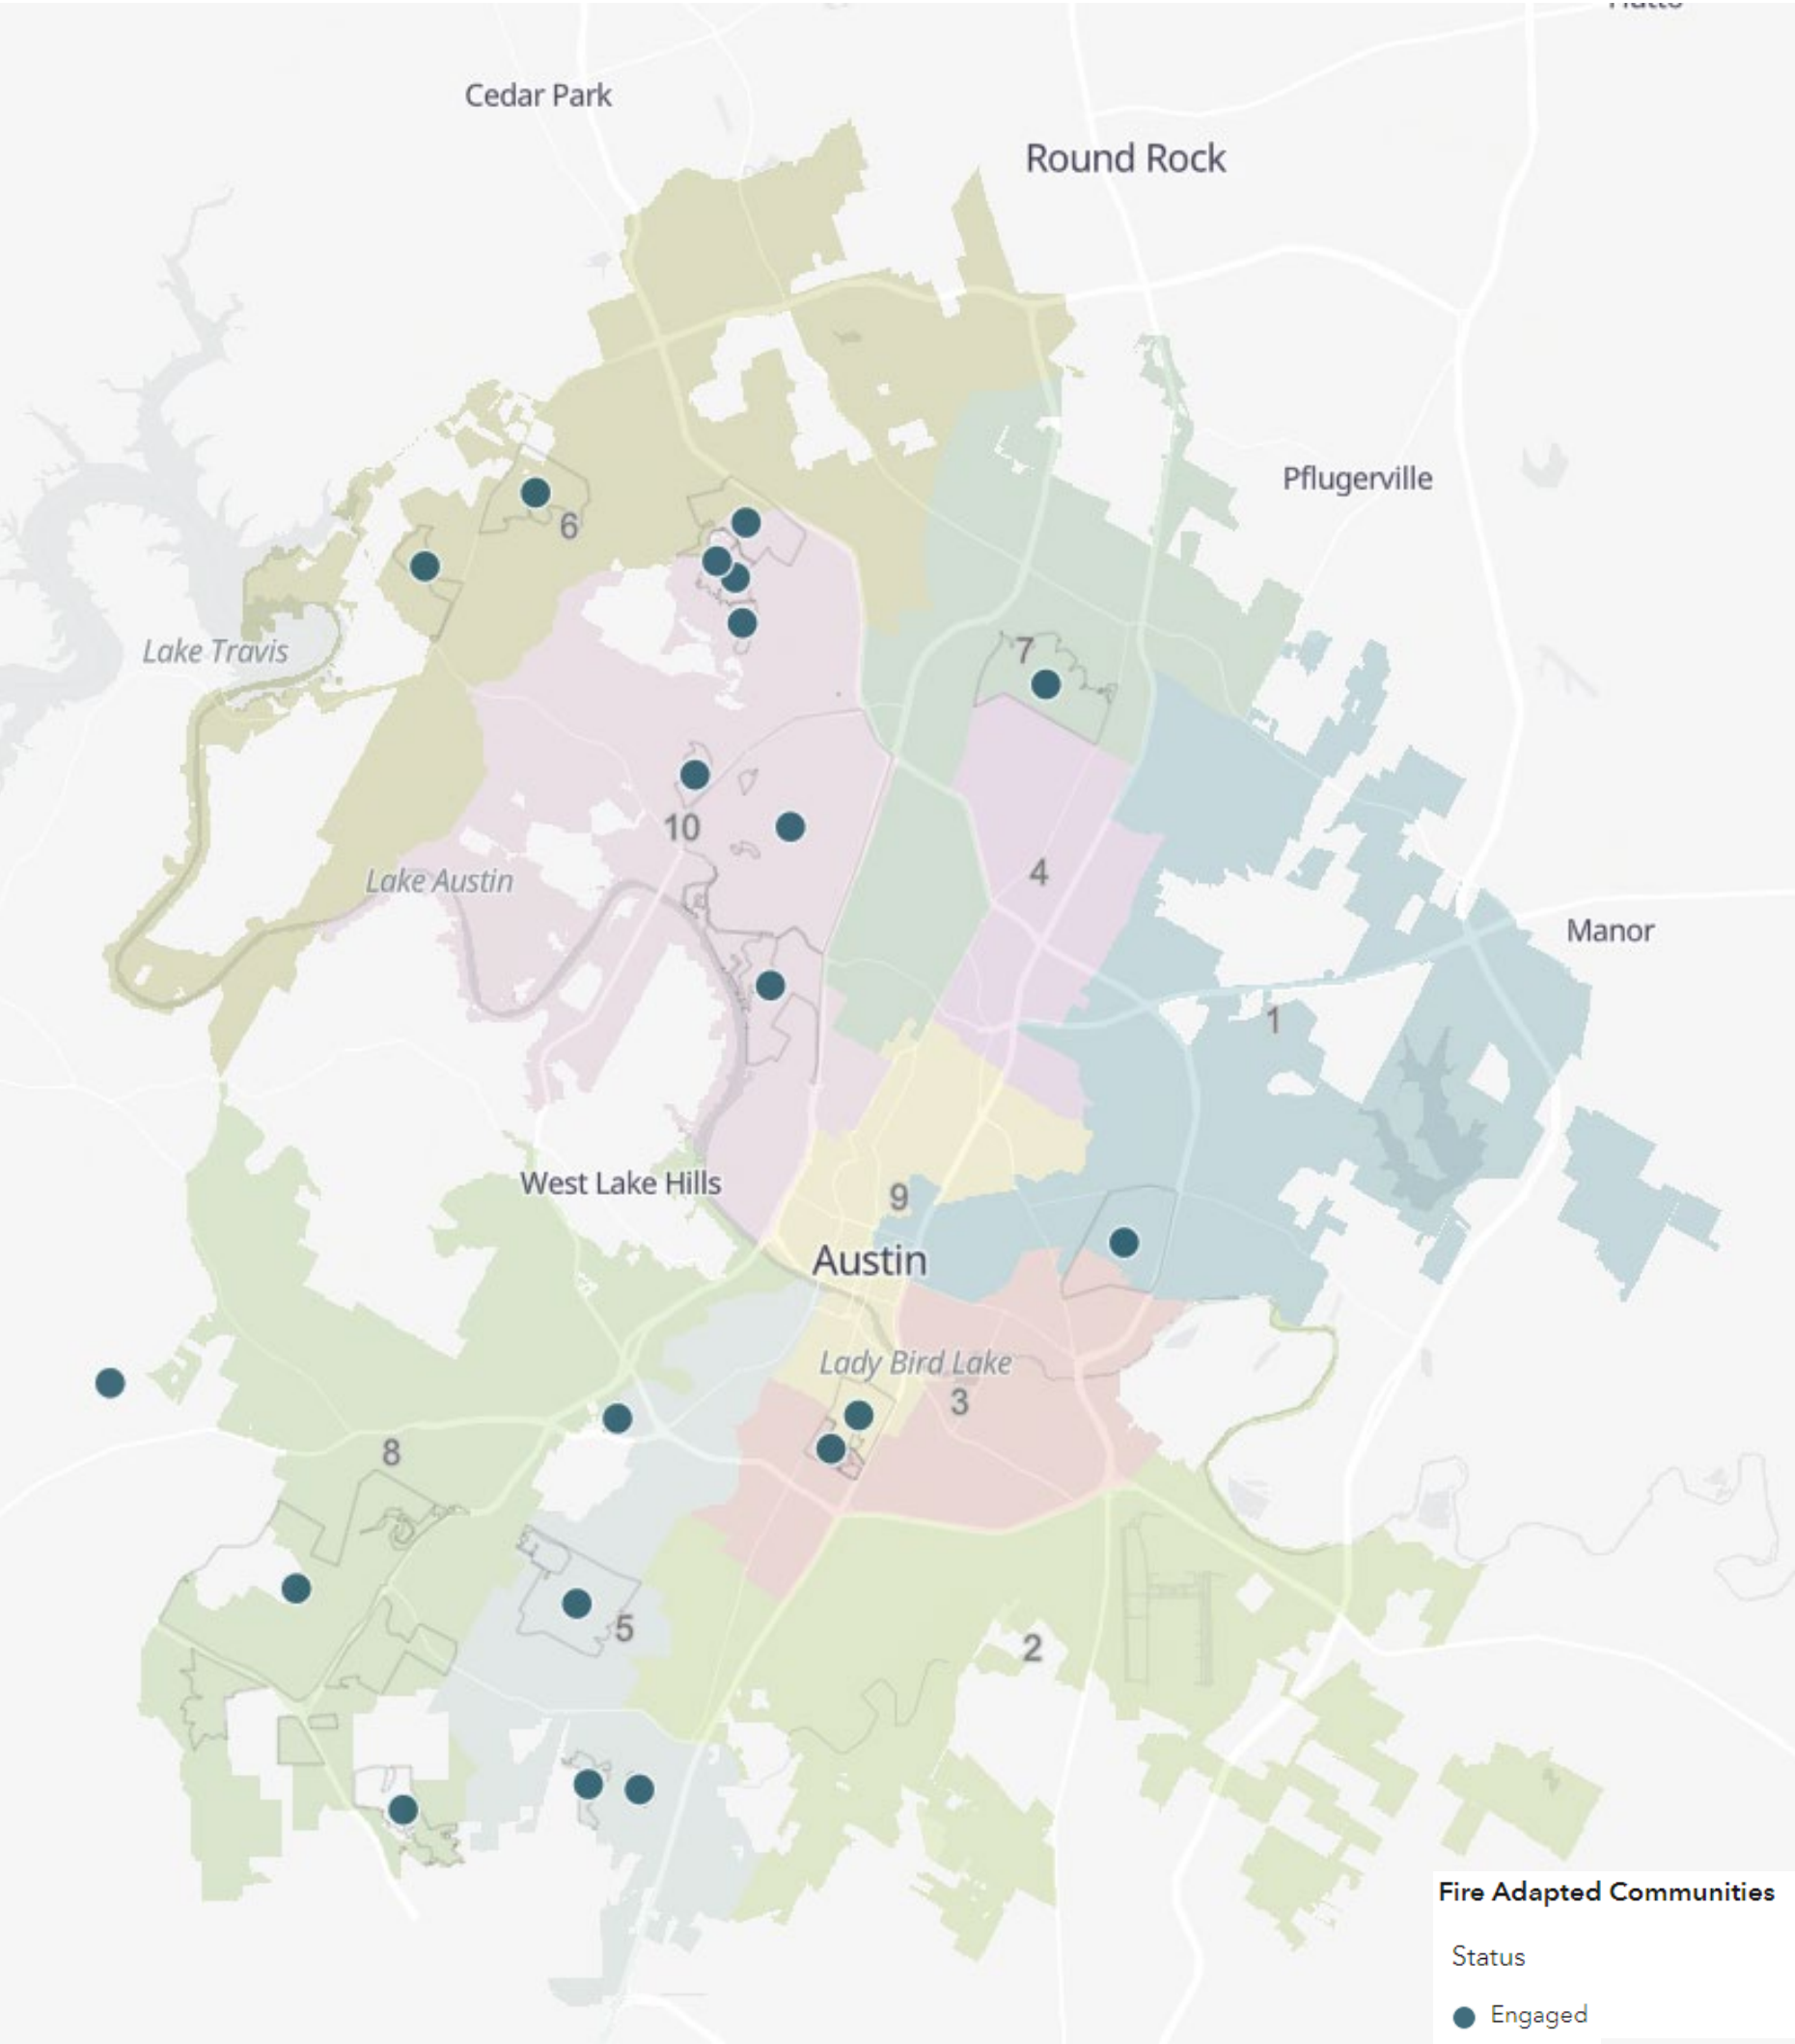 Cedar Park
Round Rock
Pflugerville
6
Lake Travis
7
10
4
Lake Austin
Manor
1
West Lake Hills
9
Austin
Lady Bird Lake
3
8
5
2
Fire Adapted Communities
Status
Engaged